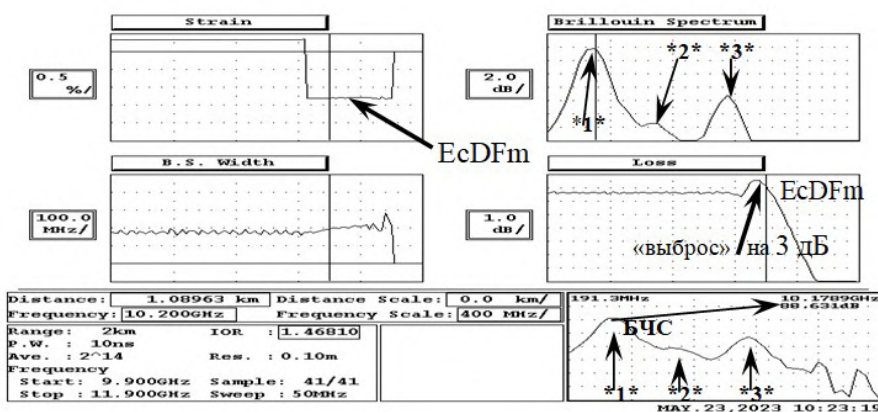 Strain
0.5
%/
EcDFm
Brillouin Spectrum
2.0
dB/
*1*
*2*
*3*
B.S. Width
100.0
MHz/
Loss
1.0
dB/
EcDFm
«выброс» на 3 дБ
Distance: 1.08963 km Distance Scale: 0.0 km/
Frequency: 10.200GHz Frequency Scale: 400 MHz/
Range: 2km IOR : 1.46810
P.W. : 10ns
Ave. : 2^14 Res. : 0.10m
Frequency
Start: 9.900GHz Sample: 41/41
Stop : 11.900GHz Sweep : 50MHz
191.3MHz
10.1789GHz
88.631dB
БЧС
*1*
*2*
*3*
MAY.23,2023 10:23:19